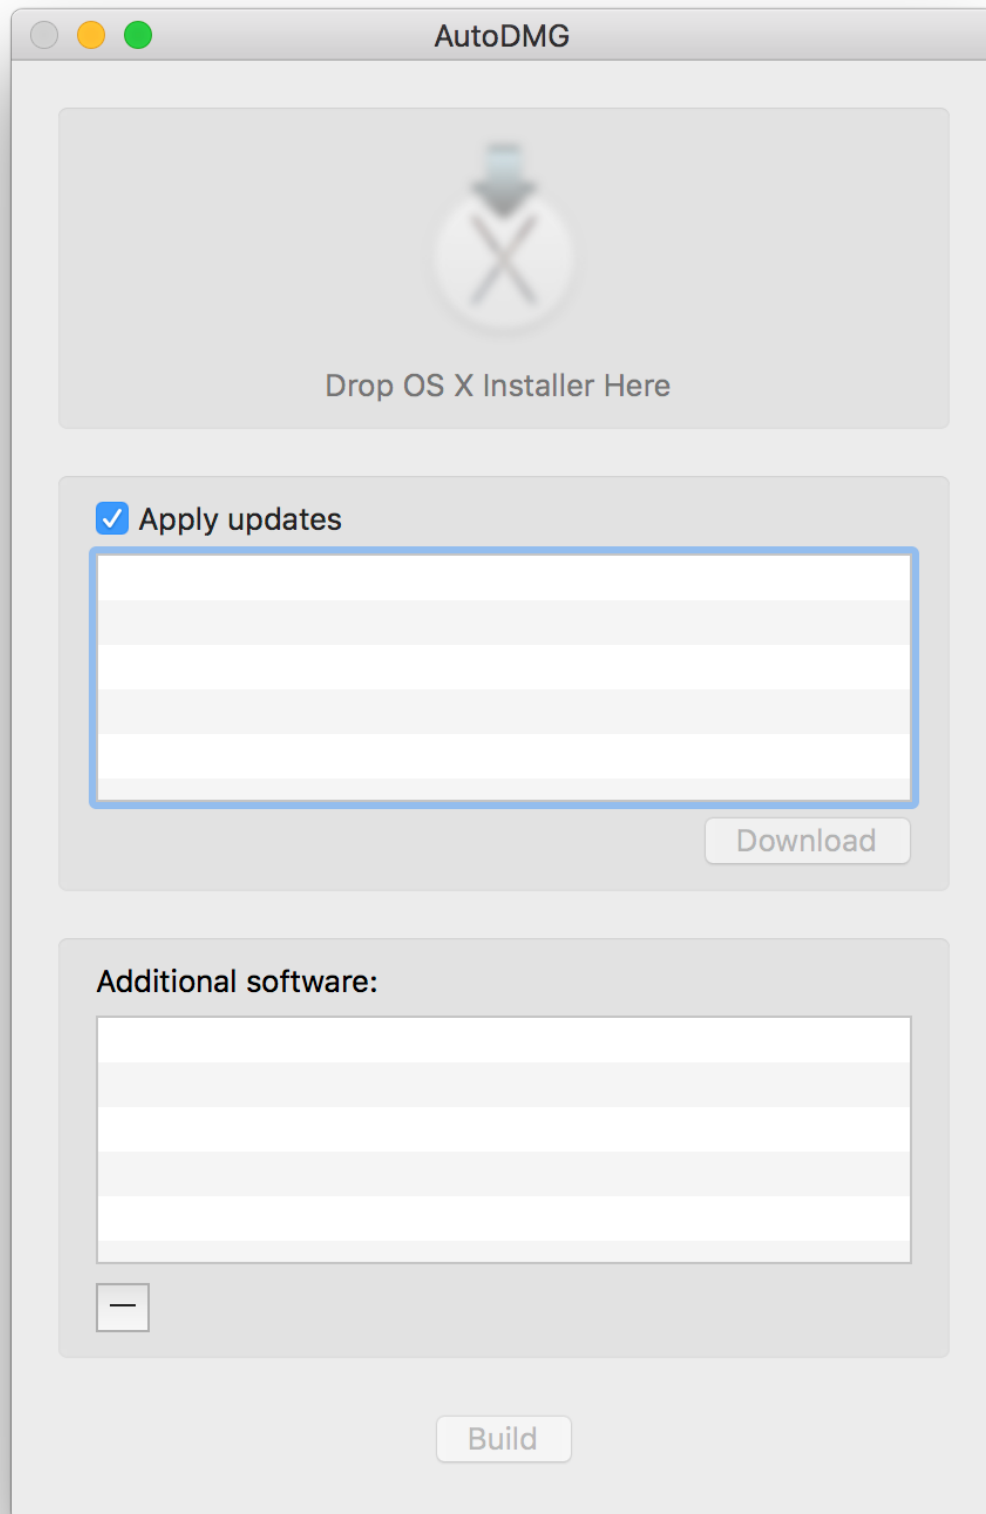 AutoDMG
Drop OS X Installer Here
Apply updates
Download
Additional software:
Build